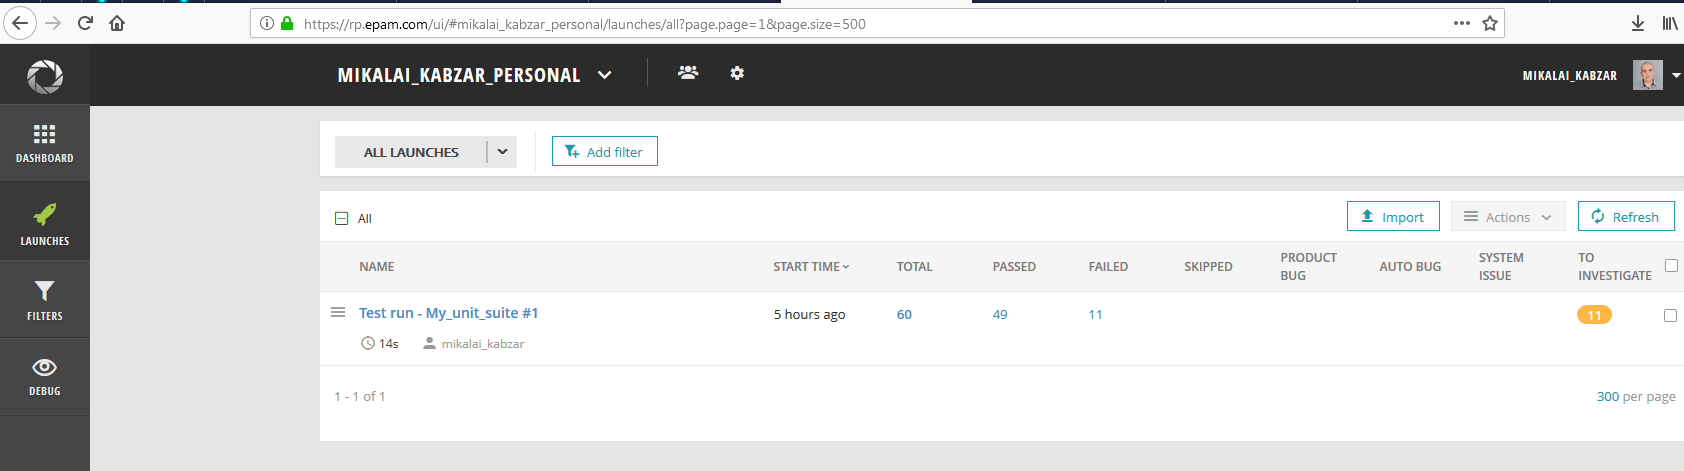 https://rp.epam.com/ui/#mikalai_kabzar_personal/launches/all?page.page=1&page.size=500
MIKALAI_KABZAR_PERSONAL
MIKALAI_KABZAR
DASHBOARD
LAUNCHES
FILTERS
DEBUG
ALL LAUNCHES
Add filter
All
Import
Actions
Refresh
NAME START TIME TOTAL PASSED FAILED SKIPPED PRODUCT BUG AUTO BUG SYSTEM ISSUE TO INVESTIGATE
Test run - My_unit_suite #1 5 hours ago 60 49 11 11
14s mikalai_kabzar
1 - 1 of 1
300 per page